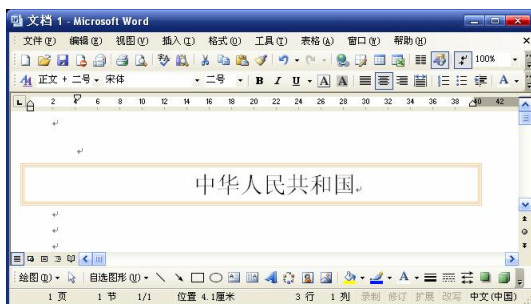 文档 1 - Microsoft Word
文件(F) 编辑(E) 视图(V) 插入(I) 格式(O) 工具(T) 表格(A) 窗口(W) 帮助(H)
100%
正文 + 二号 宋体 二号 B I U A A A
L 2 4 6 8 10 12 14 16 18 20 22 24 26 28 30 32 34 36 38 40 42
中华人民共和国
绘图(D) 自选图形(U) A
1 页 1 节 1/1 位置 4.1厘米 3 行 1 列 录制 修订 扩展 改写 中文(中国)